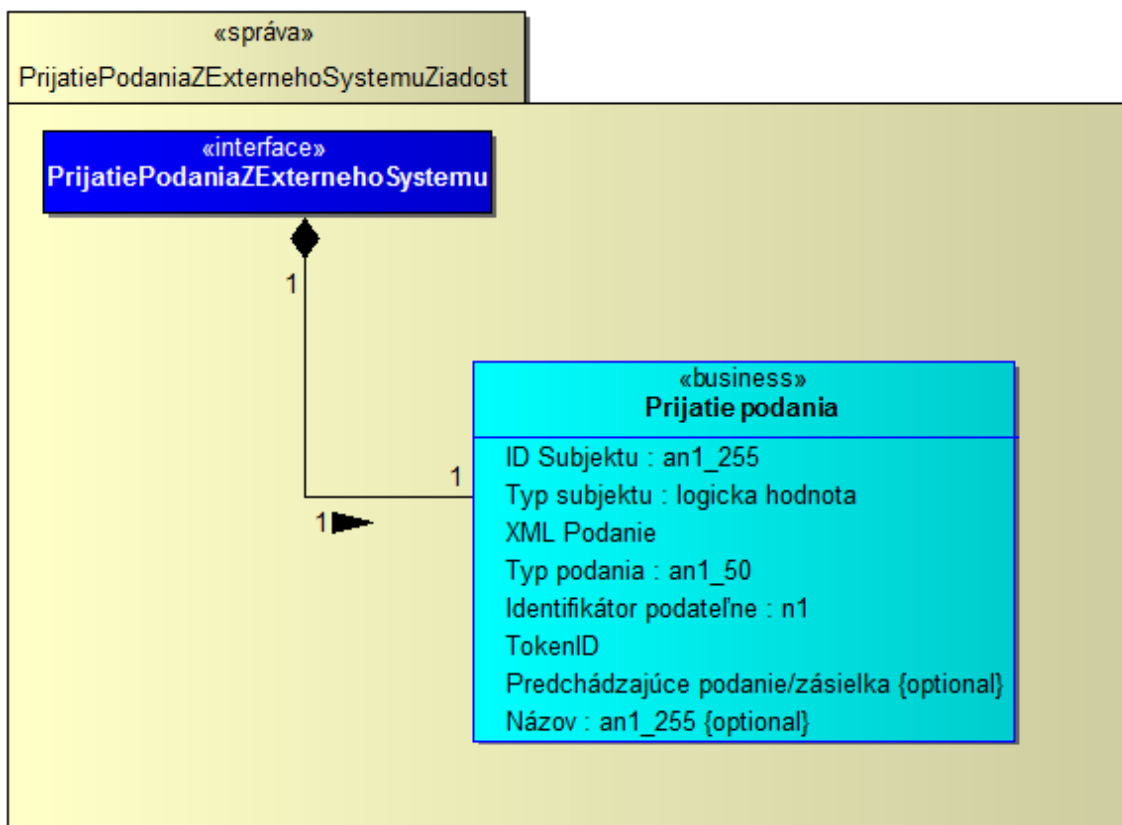 «správa»
PrijatiePodaniaZExternehoSystemuZiadost
«interface»
PrijatiePodaniaZExternehoSystemu
1
1
1
«business»
Prijatie podania
ID Subjektu : an1_255
Typ subjektu : logicka hodnota
XML Podanie
Typ podania : an1_50
Identifikátor podateľne : n1
TokenID
Predchádzajúce podanie/zásielka {optional}
Názov : an1_255 {optional}